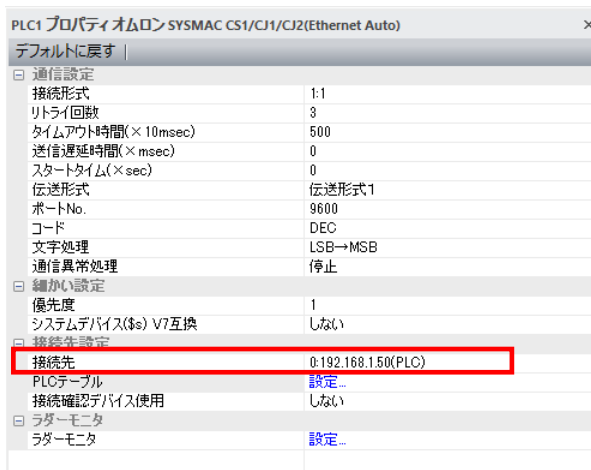 PLC1 プロパティ オムロン SYSMAC CS1/CJ1/CJ2(Ethernet Auto) ×
デフォルトに戻す
通信設定
接続形式 1:1
リトライ回数 3
タイムアウト時間(×10msec) 500
送信遅延時間(×msec) 0
スタートタイム(×sec) 0
伝送形式 伝送形式1
ポートNo. 9600
コード DEC
文字処理 LSB→MSB
通信異常処理 停止
細かい設定
優先度 1
システムデバイス($s) V7互換 しない
接続先設定
接続先 0:192.168.1.50(PLC)
PLCテーブル 設定...
接続確認デバイス使用 しない
ラダーモニタ
ラダーモニタ 設定...